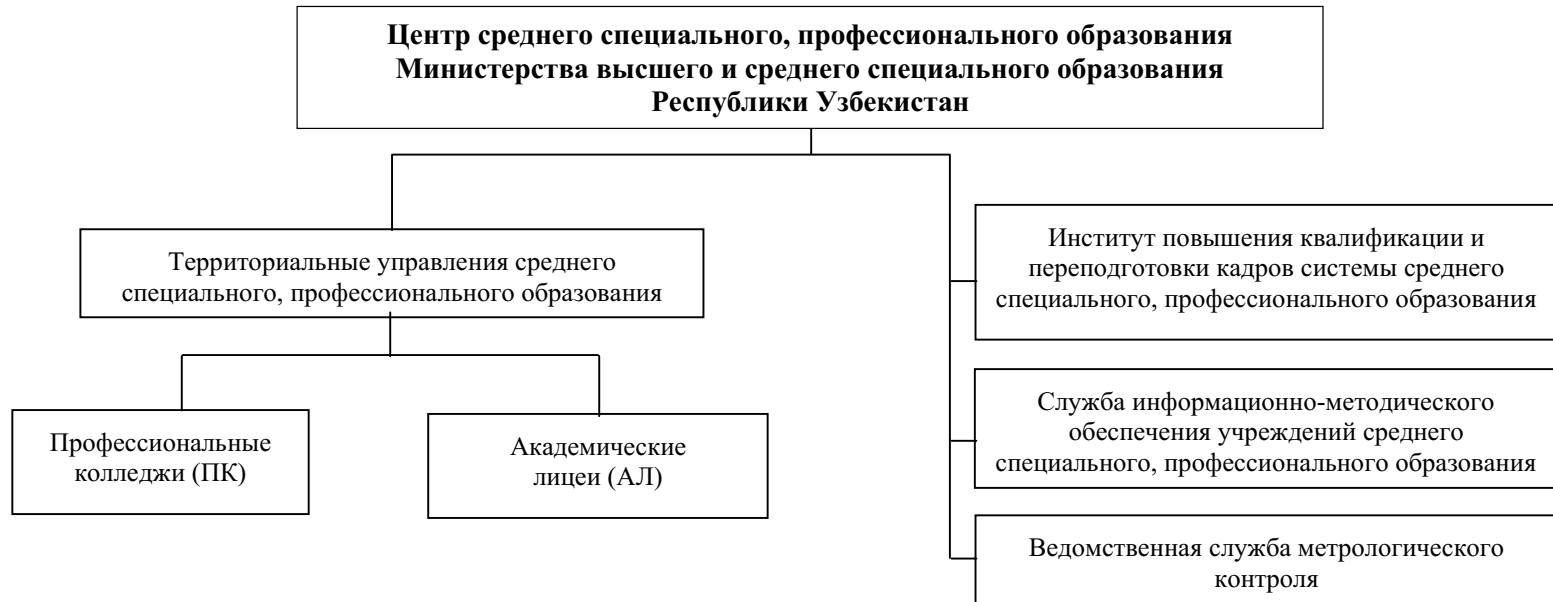 Центр среднего специального, профессионального образования
Министерства высшего и среднего специального образования
Республики Узбекистан
Территориальные управления среднего
специального, профессионального образования
Профессиональные
колледжи (ПК)
Академические
лицеи (АЛ)
Институт повышения квалификации и
переподготовки кадров системы среднего
специального, профессионального образования
Служба информационно-методического
обеспечения учреждений среднего
специального, профессионального образования
Ведомственная служба метрологического
контроля